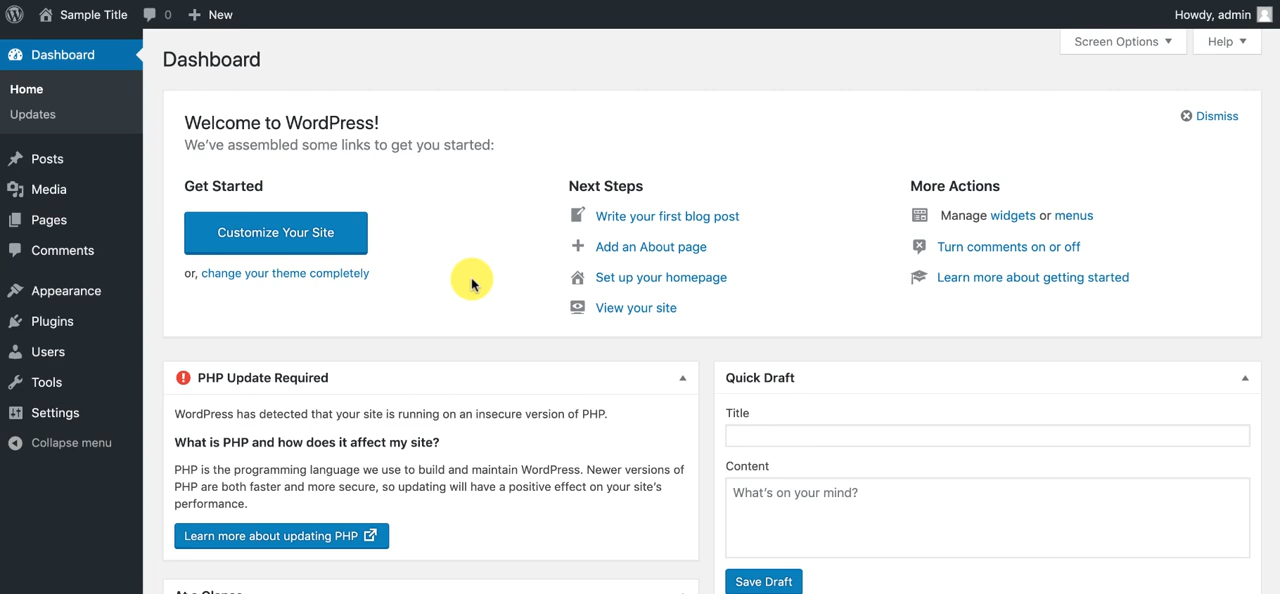 Sample Title 0 New Howdy, admin
Dashboard
Home
Updates
Posts
Media
Pages
Comments
Appearance
Plugins
Users
Tools
Settings
Collapse menu
Screen Options Help
Dashboard
Welcome to WordPress!
Dismiss
We've assembled some links to get you started:
Get Started
Customize Your Site
or, change your theme completely
Next Steps
Write your first blog post
Add an About page
Set up your homepage
View your site
More Actions
Manage widgets or menus
Turn comments on or off
Learn more about getting started
PHP Update Required
WordPress has detected that your site is running on an insecure version of PHP.
What is PHP and how does it affect my site?
PHP is the programming language we use to build and maintain WordPress. Newer versions of
PHP are both faster and more secure, so updating will have a positive effect on your site's
performance.
Learn more about updating PHP
At a Glance
Quick Draft
Title
Content
What's on your mind?
Save Draft